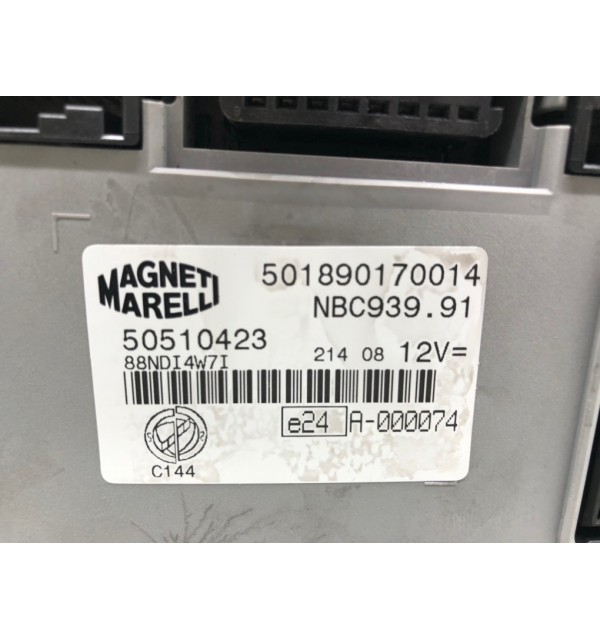 MAGNETI MARELLI
501890170014
NBC939.91
50510423
88NDI4W7I
214 08 12V=
e24 A-000074
C144